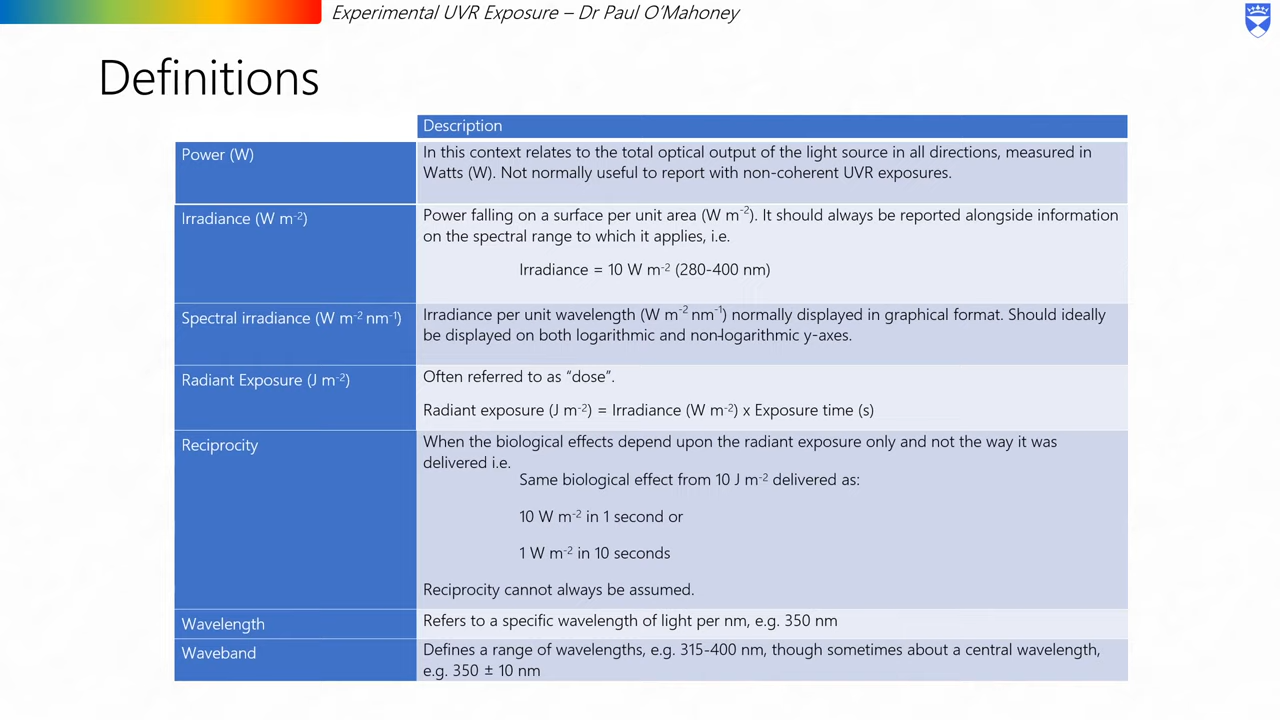 Experimental UVR Exposure – Dr Paul O'Mahoney
Definitions
Description
Power (W)
In this context relates to the total optical output of the light source in all directions, measured in
Watts (W). Not normally useful to report with non-coherent UVR exposures.
Irradiance (W m⁻²)
Power falling on a surface per unit area (W m⁻²). It should always be reported alongside information
on the spectral range to which it applies, i.e.
Irradiance = 10 W m⁻² (280-400 nm)
Spectral irradiance (W m⁻² nm⁻¹)
Irradiance per unit wavelength (W m⁻² nm⁻¹) normally displayed in graphical format. Should ideally
be displayed on both logarithmic and non-logarithmic y-axes.
Radiant Exposure (J m⁻²)
Often referred to as “dose”.
Radiant exposure (J m⁻²) = Irradiance (W m⁻²) x Exposure time (s)
Reciprocity
When the biological effects depend upon the radiant exposure only and not the way it was
delivered i.e.
Same biological effect from 10 J m⁻² delivered as:
10 W m⁻² in 1 second or
1 W m⁻² in 10 seconds
Reciprocity cannot always be assumed.
Wavelength
Refers to a specific wavelength of light per nm, e.g. 350 nm
Waveband
Defines a range of wavelengths, e.g. 315-400 nm, though sometimes about a central wavelength,
e.g. 350 ± 10 nm